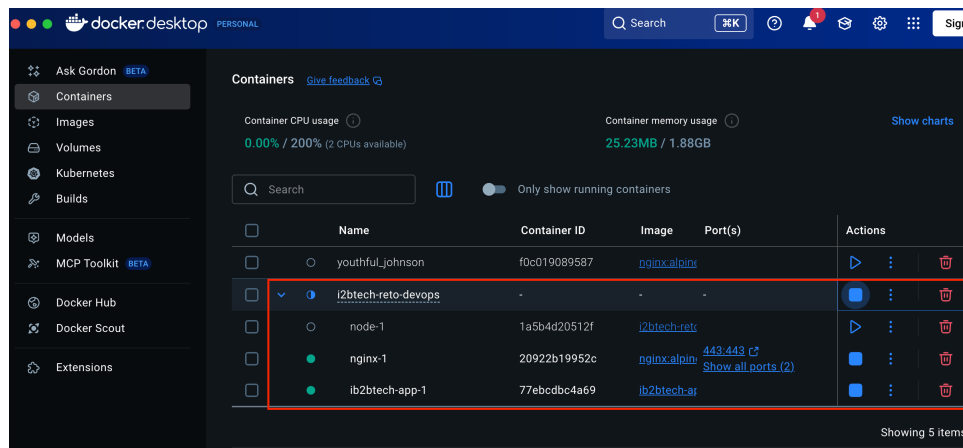 docker.desktop PERSONAL Search ⌘K 1
Ask Gordon BETA
Containers
Images
Volumes
Kubernetes
Builds
Models
MCP Toolkit BETA
Docker Hub
Docker Scout
Extensions
Containers Give feedback
Container CPU usage
0.00% / 200% (2 CPUs available)
Container memory usage
25.23MB / 1.88GB
Show charts
Search
Only show running containers
Name Container ID Image Port(s) Actions
youthful_johnson f0c019089587 nginx:alpine
i2btech-reto-devops - - -
node-1 1a5b4d20512f i2btech-reto
nginx-1 20922b19952c nginx:alpine 443:443
Show all ports (2)
ib2btech-app-1 77ebcdbc4a69 ib2btech-ap
Showing 5 items